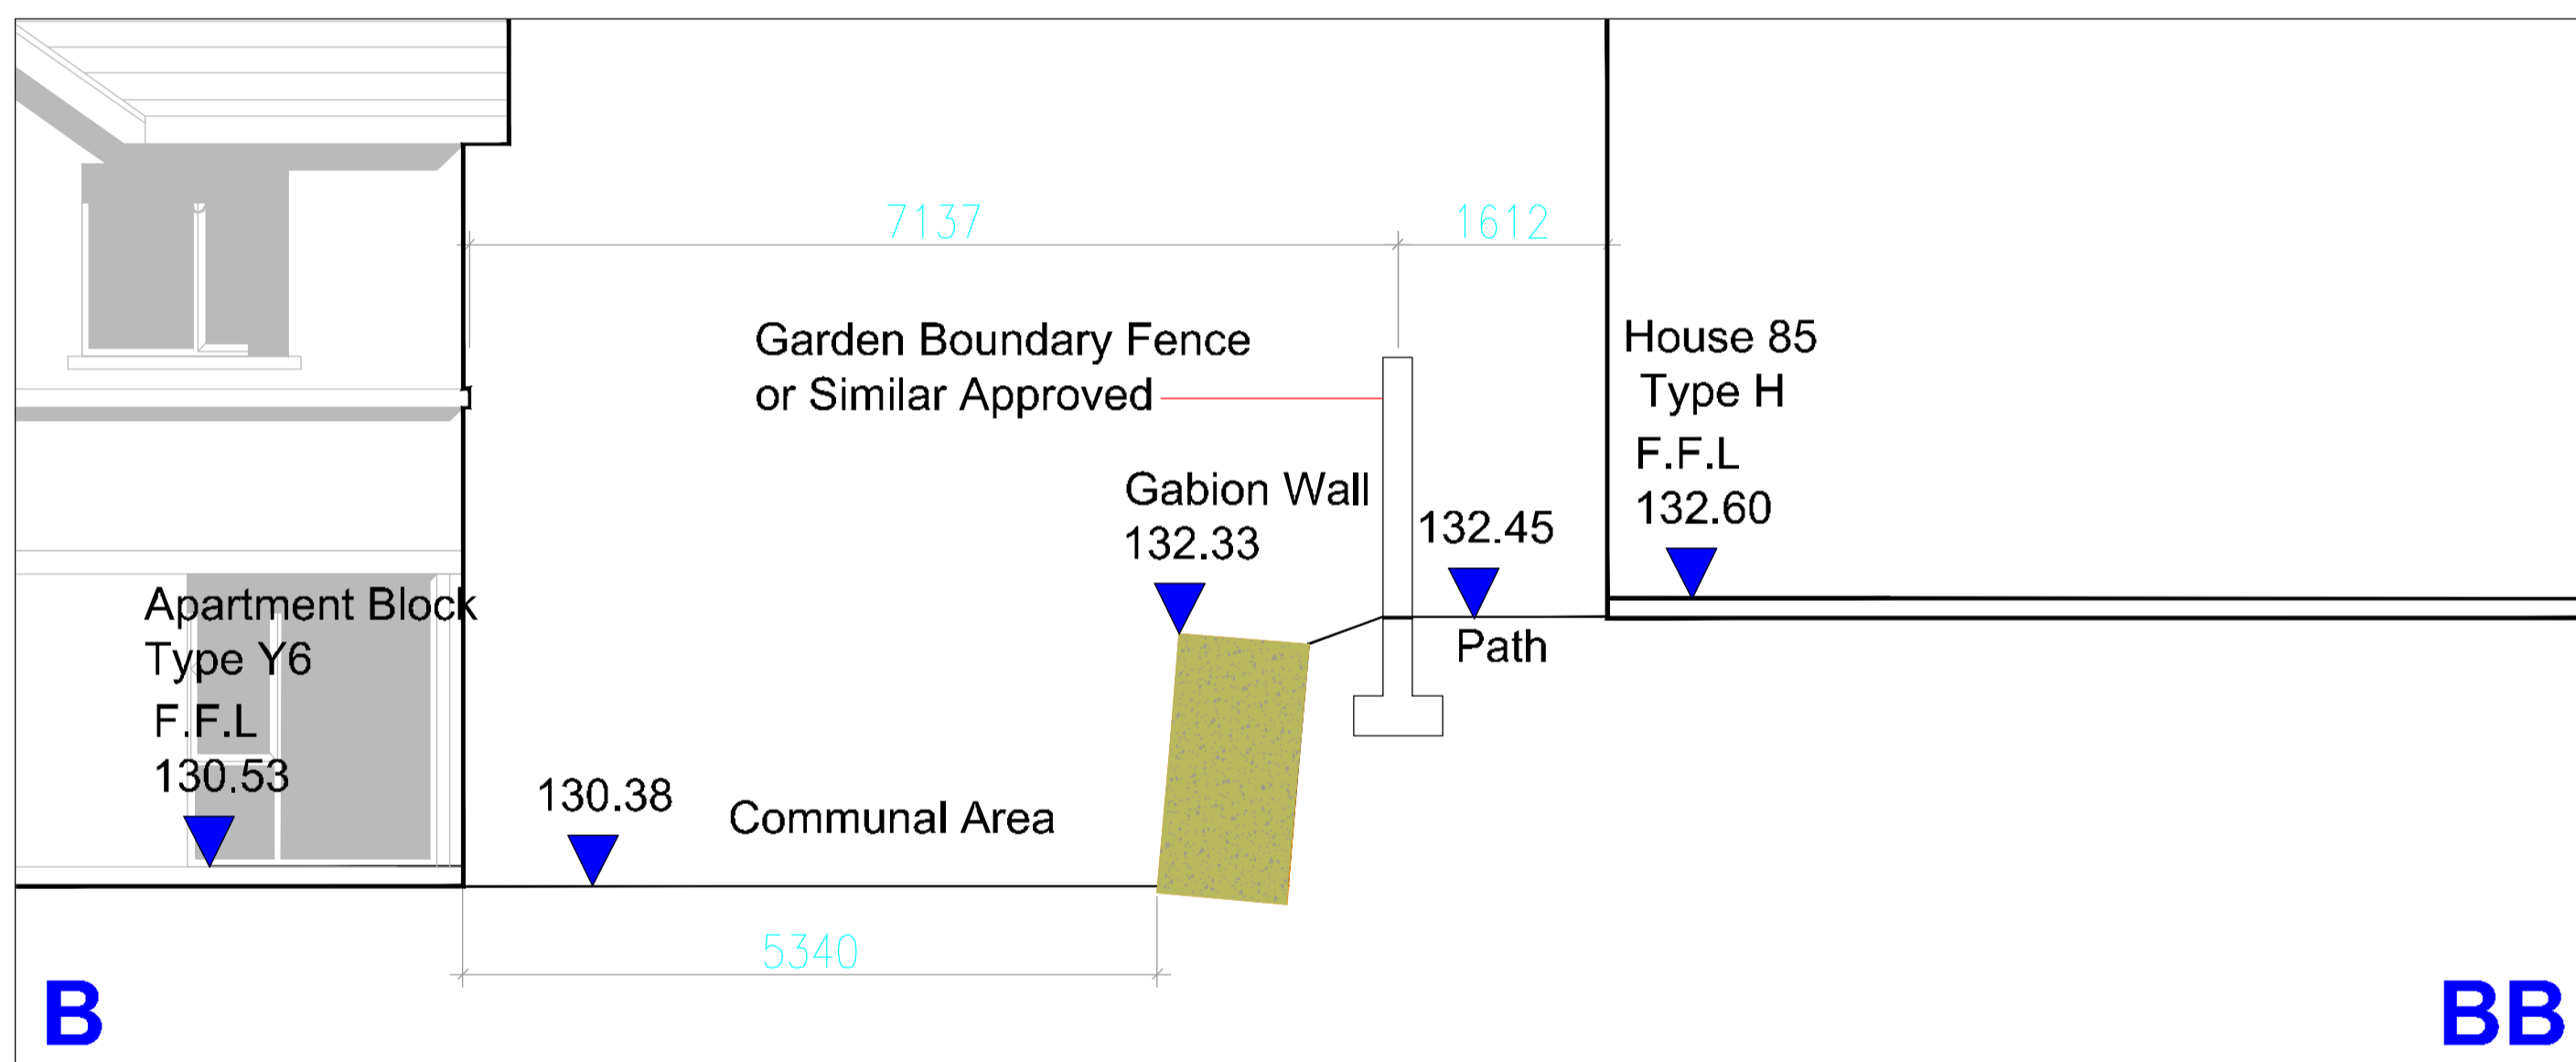 7137
1612
Garden Boundary Fence
or Similar Approved
House 85
Type H
F.F.L
132.60
Gabion Wall
132.33
132.45
Path
Apartment Block
Type Y6
F.F.L
130.53
130.38
Communal Area
5340
B
BB